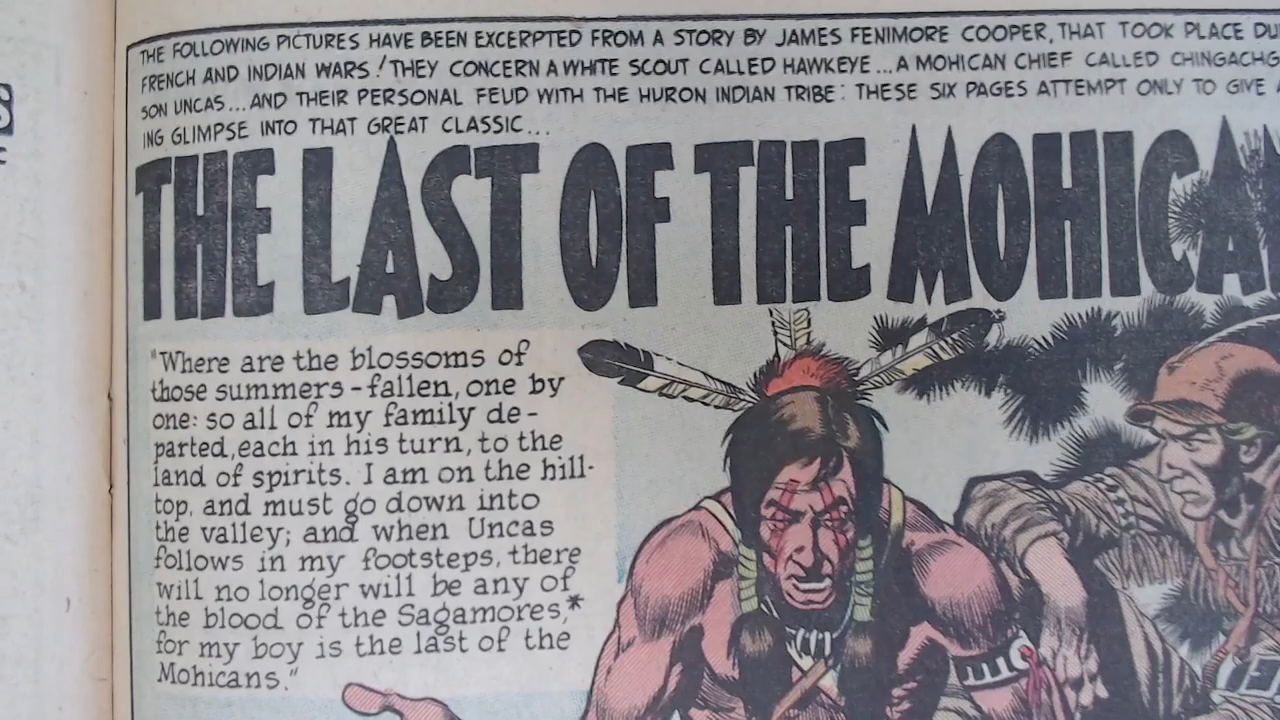 THE FOLLOWING PICTURES HAVE BEEN EXCERPTED FROM A STORY BY JAMES FENIMORE COOPER, THAT TOOK PLACE DU
FRENCH AND INDIAN WARS! THEY CONCERN A WHITE SCOUT CALLED HAWKEYE... A MOHICAN CHIEF CALLED CHINGACHG
SON UNCAS... AND THEIR PERSONAL FEUD WITH THE HURON INDIAN TRIBE: THESE SIX PAGES ATTEMPT ONLY TO GIVE
ING GLIMPSE INTO THAT GREAT CLASSIC...
THE LAST OF THE MOHICAN
"Where are the blossoms of
those summers - fallen, one by
one: so all of my family de-
parted, each in his turn, to the
land of spirits. I am on the hill-
top, and must go down into
the valley; and when Uncas
follows in my footsteps, there
will no longer will be any of
the blood of the Sagamores,*
for my boy is the last of the
Mohicans."